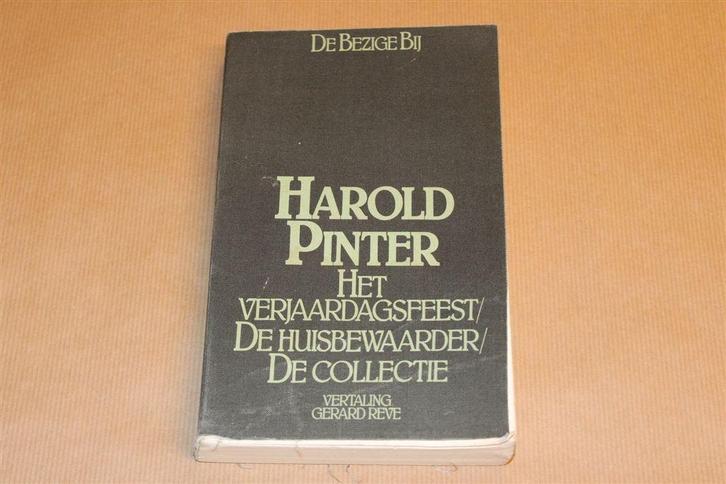 De Bezige Bij
Harold
Pinter
Het
verjaardagsfeest/
De huisbewaarder/
De collectie
vertaling
Gerard Reve